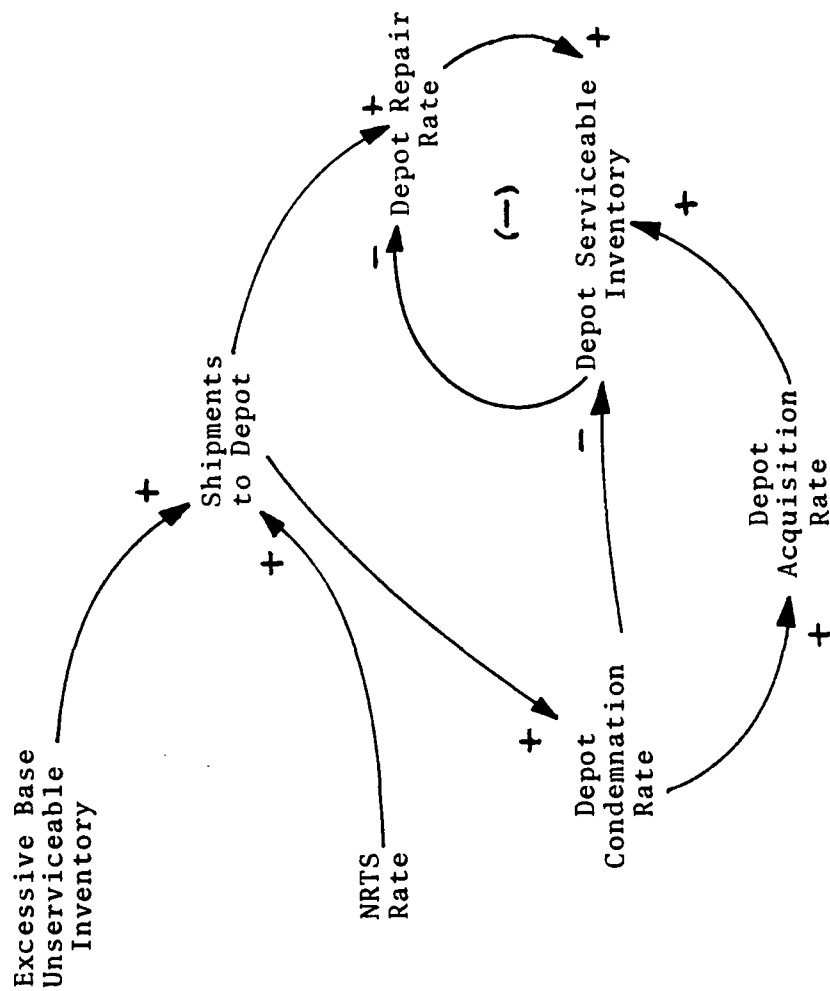 Excessive Base
Unserviceable
Inventory
+
Shipments
to Depot
+
NRTS
Rate
+
Depot Repair
Rate
-
(-)
+
Depot Serviceable
Inventory
-
+
Depot
Condemnation
Rate
+
Depot
Acquisition
Rate
+
+